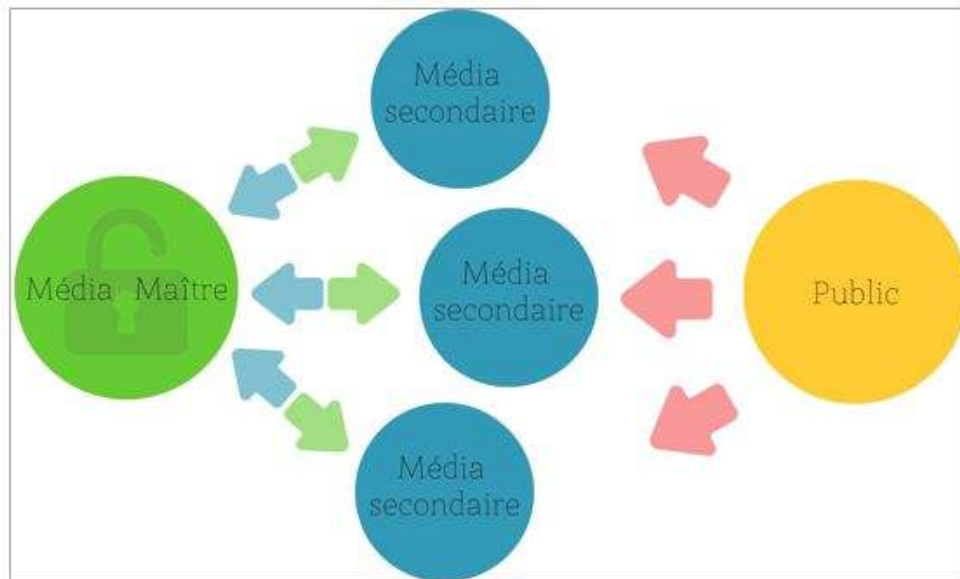 Média
secondaire
Média Maître
Média
secondaire
Public
Média
secondaire